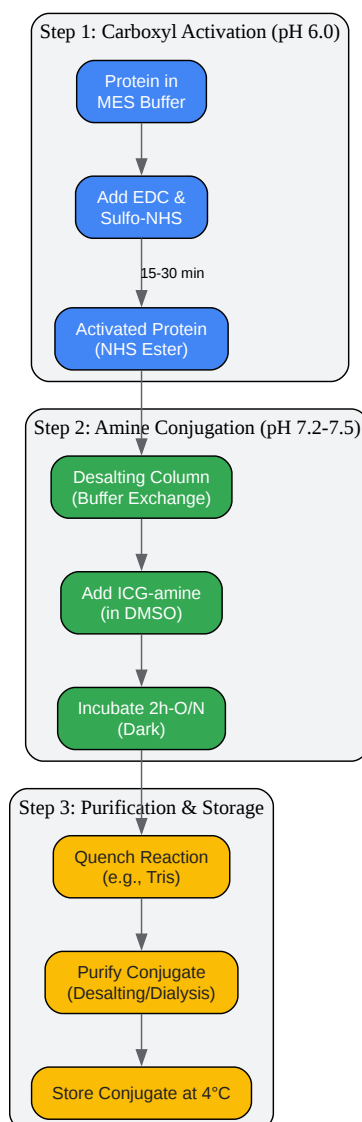 Step 1: Carboxyl Activation (pH 6.0)
Protein in
MES Buffer
Add EDC &
Sulfo-NHS
15-30 min
Activated Protein
(NHS Ester)
Step 2: Amine Conjugation (pH 7.2-7.5)
Desalting Column
(Buffer Exchange)
Add ICG-amine
(in DMSO)
Incubate 2h-O/N
(Dark)
Step 3: Purification & Storage
Quench Reaction
(e.g., Tris)
Purify Conjugate
(Desalting/Dialysis)
Store Conjugate at 4°C